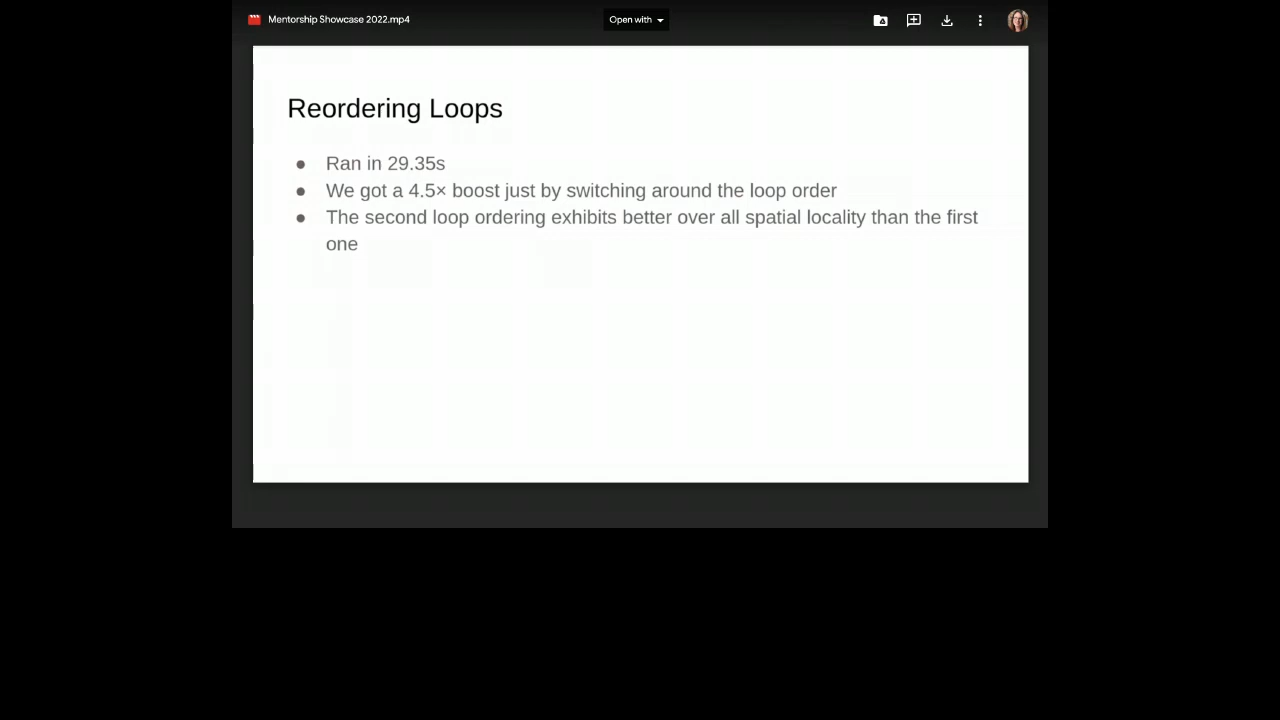 Mentorship Showcase 2022.mp4
Open with
Reordering Loops
● Ran in 29.35s
● We got a 4.5× boost just by switching around the loop order
● The second loop ordering exhibits better over all spatial locality than the first
one